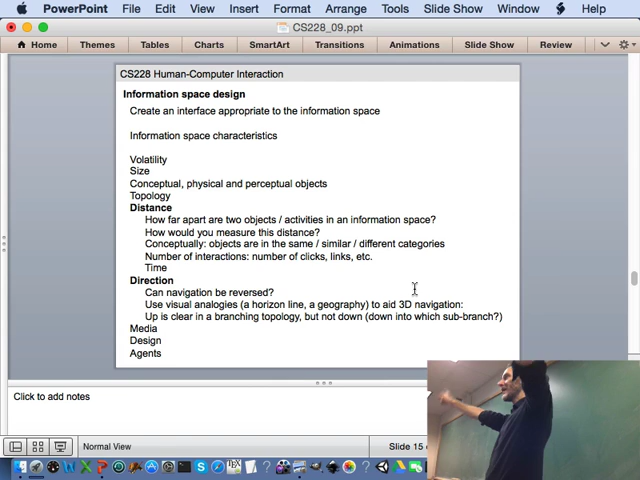 PowerPoint File Edit View Insert Format Arrange Tools Slide Show Window Help
CS228_09.ppt
Home Themes Tables Charts SmartArt Transitions Animations Slide Show Review
CS228 Human-Computer Interaction
Information space design
Create an interface appropriate to the information space
Information space characteristics
Volatility
Size
Conceptual, physical and perceptual objects
Topology
Distance
How far apart are two objects / activities in an information space?
How would you measure this distance?
Conceptually: objects are in the same / similar / different categories
Number of interactions: number of clicks, links, etc.
Time
Direction
Can navigation be reversed?
Use visual analogies (a horizon line, a geography) to aid 3D navigation:
Up is clear in a branching topology, but not down (down into which sub-branch?)
Media
Design
Agents
Click to add notes
Normal View Slide 15 of